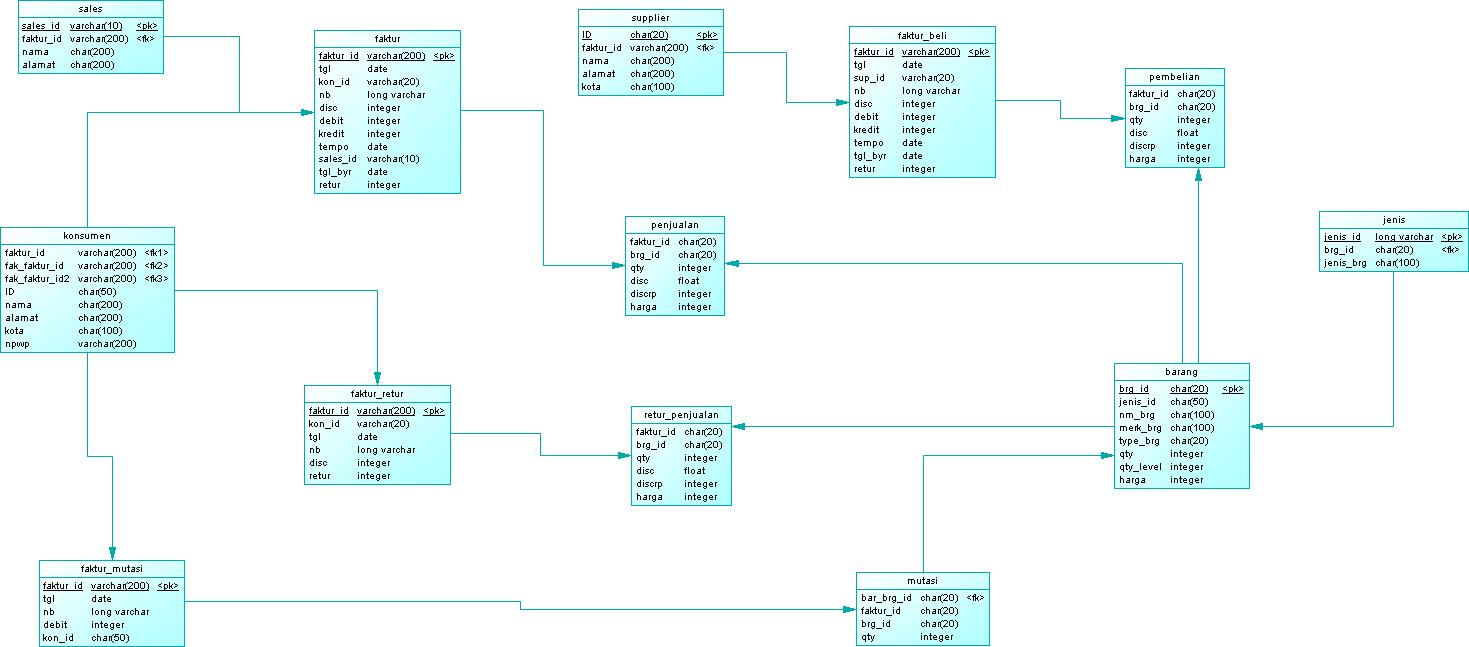 sales
sales_id varchar(10) <pk>
faktur_id varchar(200) <fk>
nama char(200)
alamat char(200)
faktur
faktur_id varchar(200) <pk>
tgl date
kon_id varchar(20)
nb long varchar
disc integer
debit integer
kredit integer
tempo date
sales_id varchar(10)
tgl_byr date
retur integer
supplier
ID char(20) <pk>
faktur_id varchar(200) <fk>
nama char(200)
alamat char(200)
kota char(100)
faktur_beli
faktur_id varchar(200) <pk>
tgl date
sup_id varchar(20)
nb long varchar
disc integer
debit integer
kredit integer
tempo date
tgl_byr date
retur integer
pembelian
faktur_id char(20)
brg_id char(20)
qty integer
disc float
discrp integer
harga integer
konsumen
faktur_id varchar(200) <fk1>
fak_faktur_id varchar(200) <fk2>
fak_faktur_id2 varchar(200) <fk3>
ID char(50)
nama char(200)
alamat char(200)
kota char(100)
npwp varchar(200)
penjualan
faktur_id char(20)
brg_id char(20)
qty integer
disc float
discrp integer
harga integer
jenis
jenis_id long varchar <pk>
brg_id char(20) <fk>
jenis_brg char(100)
faktur_retur
faktur_id varchar(200) <pk>
kon_id varchar(20)
tgl date
nb long varchar
disc integer
retur integer
retur_penjualan
faktur_id char(20)
brg_id char(20)
qty integer
disc float
discrp integer
harga integer
barang
brg_id char(20) <pk>
jenis_id char(50)
nm_brg char(100)
merk_brg char(100)
type_brg char(20)
qty integer
qty_level integer
harga integer
faktur_mutasi
faktur_id varchar(200) <pk>
tgl date
nb long varchar
debit integer
kon_id char(50)
mutasi
bar_brg_id char(20) <fk>
faktur_id char(20)
brg_id char(20)
qty integer